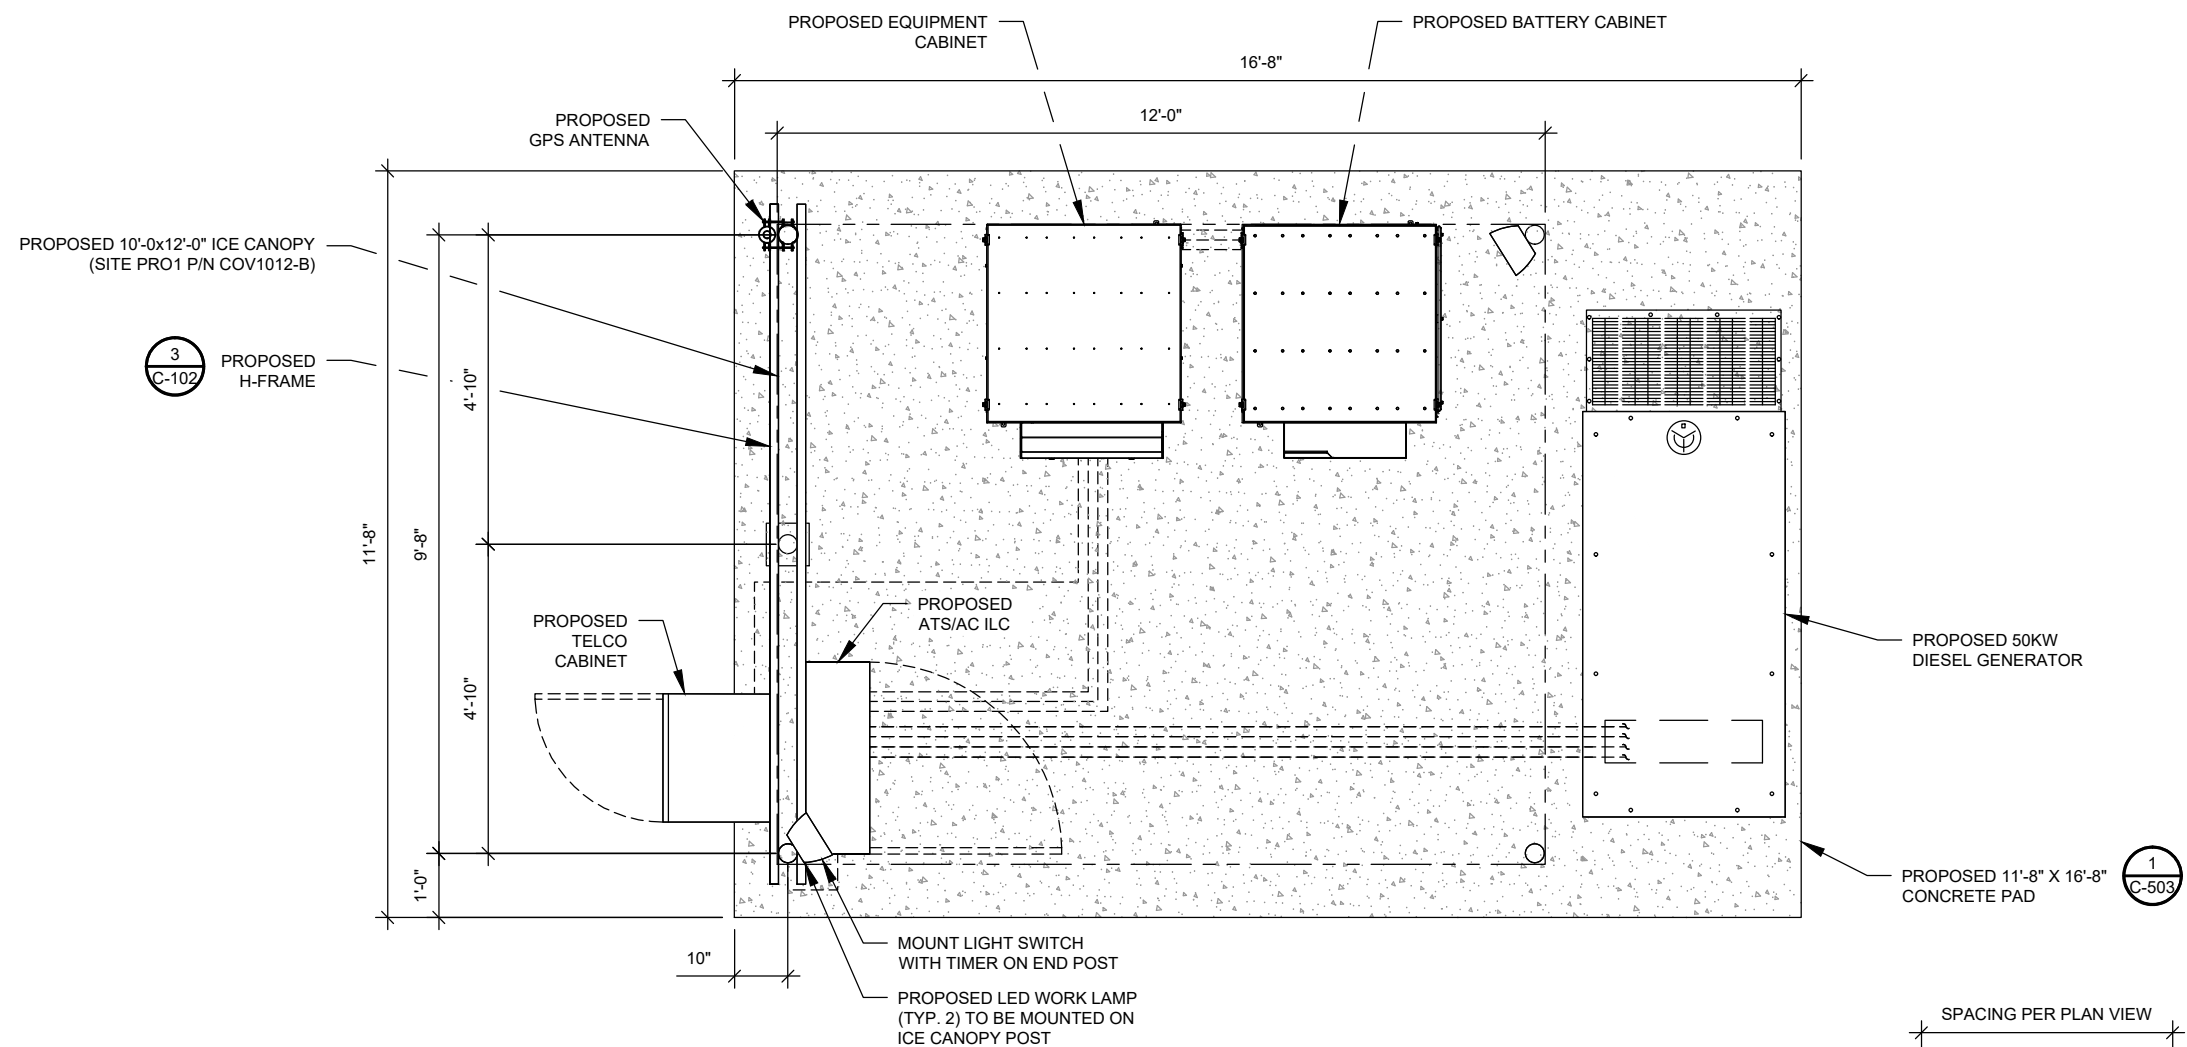 PROPOSED EQUIPMENT
CABINET
PROPOSED BATTERY CABINET
16'-8"
12'-0"
PROPOSED
GPS ANTENNA
PROPOSED 10'-0x12'-0" ICE CANOPY
(SITE PRO1 P/N COV1012-B)
3
C-102
PROPOSED
H-FRAME
4'-10"
11'-8"
9'-8"
4'-10"
1'-0"
PROPOSED
TELCO
CABINET
PROPOSED
ATS/AC ILC
PROPOSED 50KW
DIESEL GENERATOR
PROPOSED 11'-8" X 16'-8"
CONCRETE PAD
1
C-503
10"
MOUNT LIGHT SWITCH
WITH TIMER ON END POST
PROPOSED LED WORK LAMP
(TYP. 2) TO BE MOUNTED ON
ICE CANOPY POST
SPACING PER PLAN VIEW